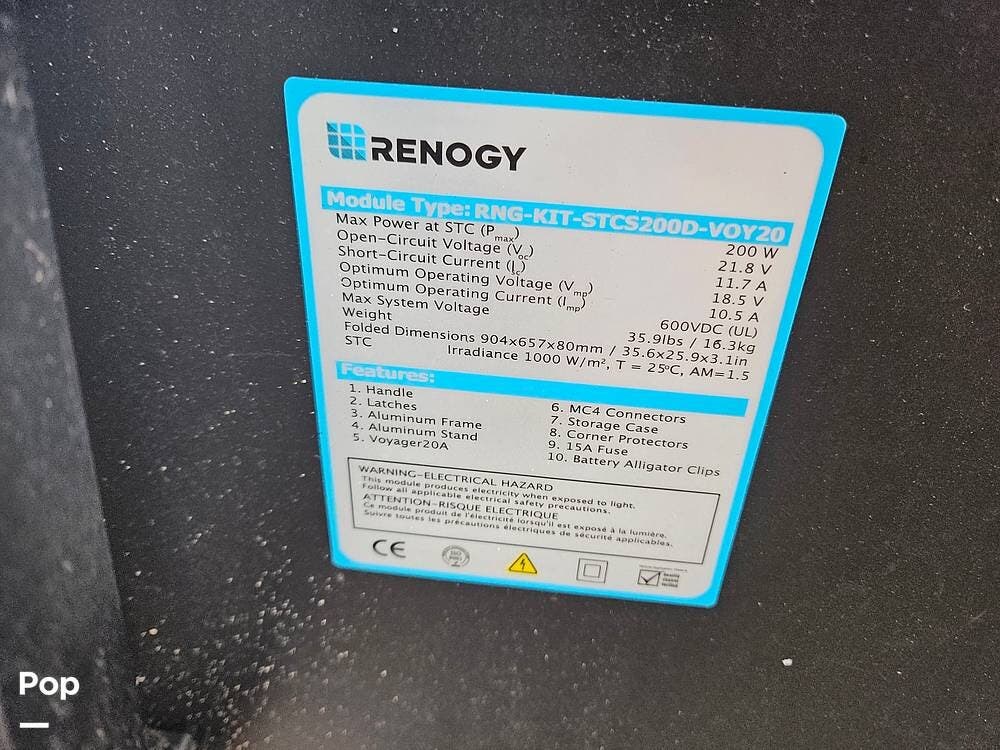 RENOGY
Module Type: RNG-KIT-STCS200D-VOY20
Max Power at STC (Pmax) 200 W
Open-Circuit Voltage (Voc) 21.8 V
Short-Circuit Current (Isc) 11.7 A
Optimum Operating Voltage (Vmp) 18.5 V
Optimum Operating Current (Imp) 10.5 A
Max System Voltage 600VDC (UL)
Weight 35.9lbs / 16.3kg
Folded Dimensions 904x657x80mm / 35.6x25.9x3.1in
STC Irradiance 1000 W/m², T = 25ºC, AM=1.5
Features:
1. Handle
2. Latches
3. Aluminum Frame
4. Aluminum Stand
5. Voyager20A
6. MC4 Connectors
7. Storage Case
8. Corner Protectors
9. 15A Fuse
10. Battery Alligator Clips
WARNING-ELECTRICAL HAZARD
This module produces electricity when exposed to light.
Follow all applicable electrical safety precautions.
ATTENTION-RISQUE ELECTRIQUE
Ce module produit de l'électricité lorsqu'il est exposé à la lumière.
Suivre toutes les précautions électriques de sécurité applicables.
CE
ISO
Pop